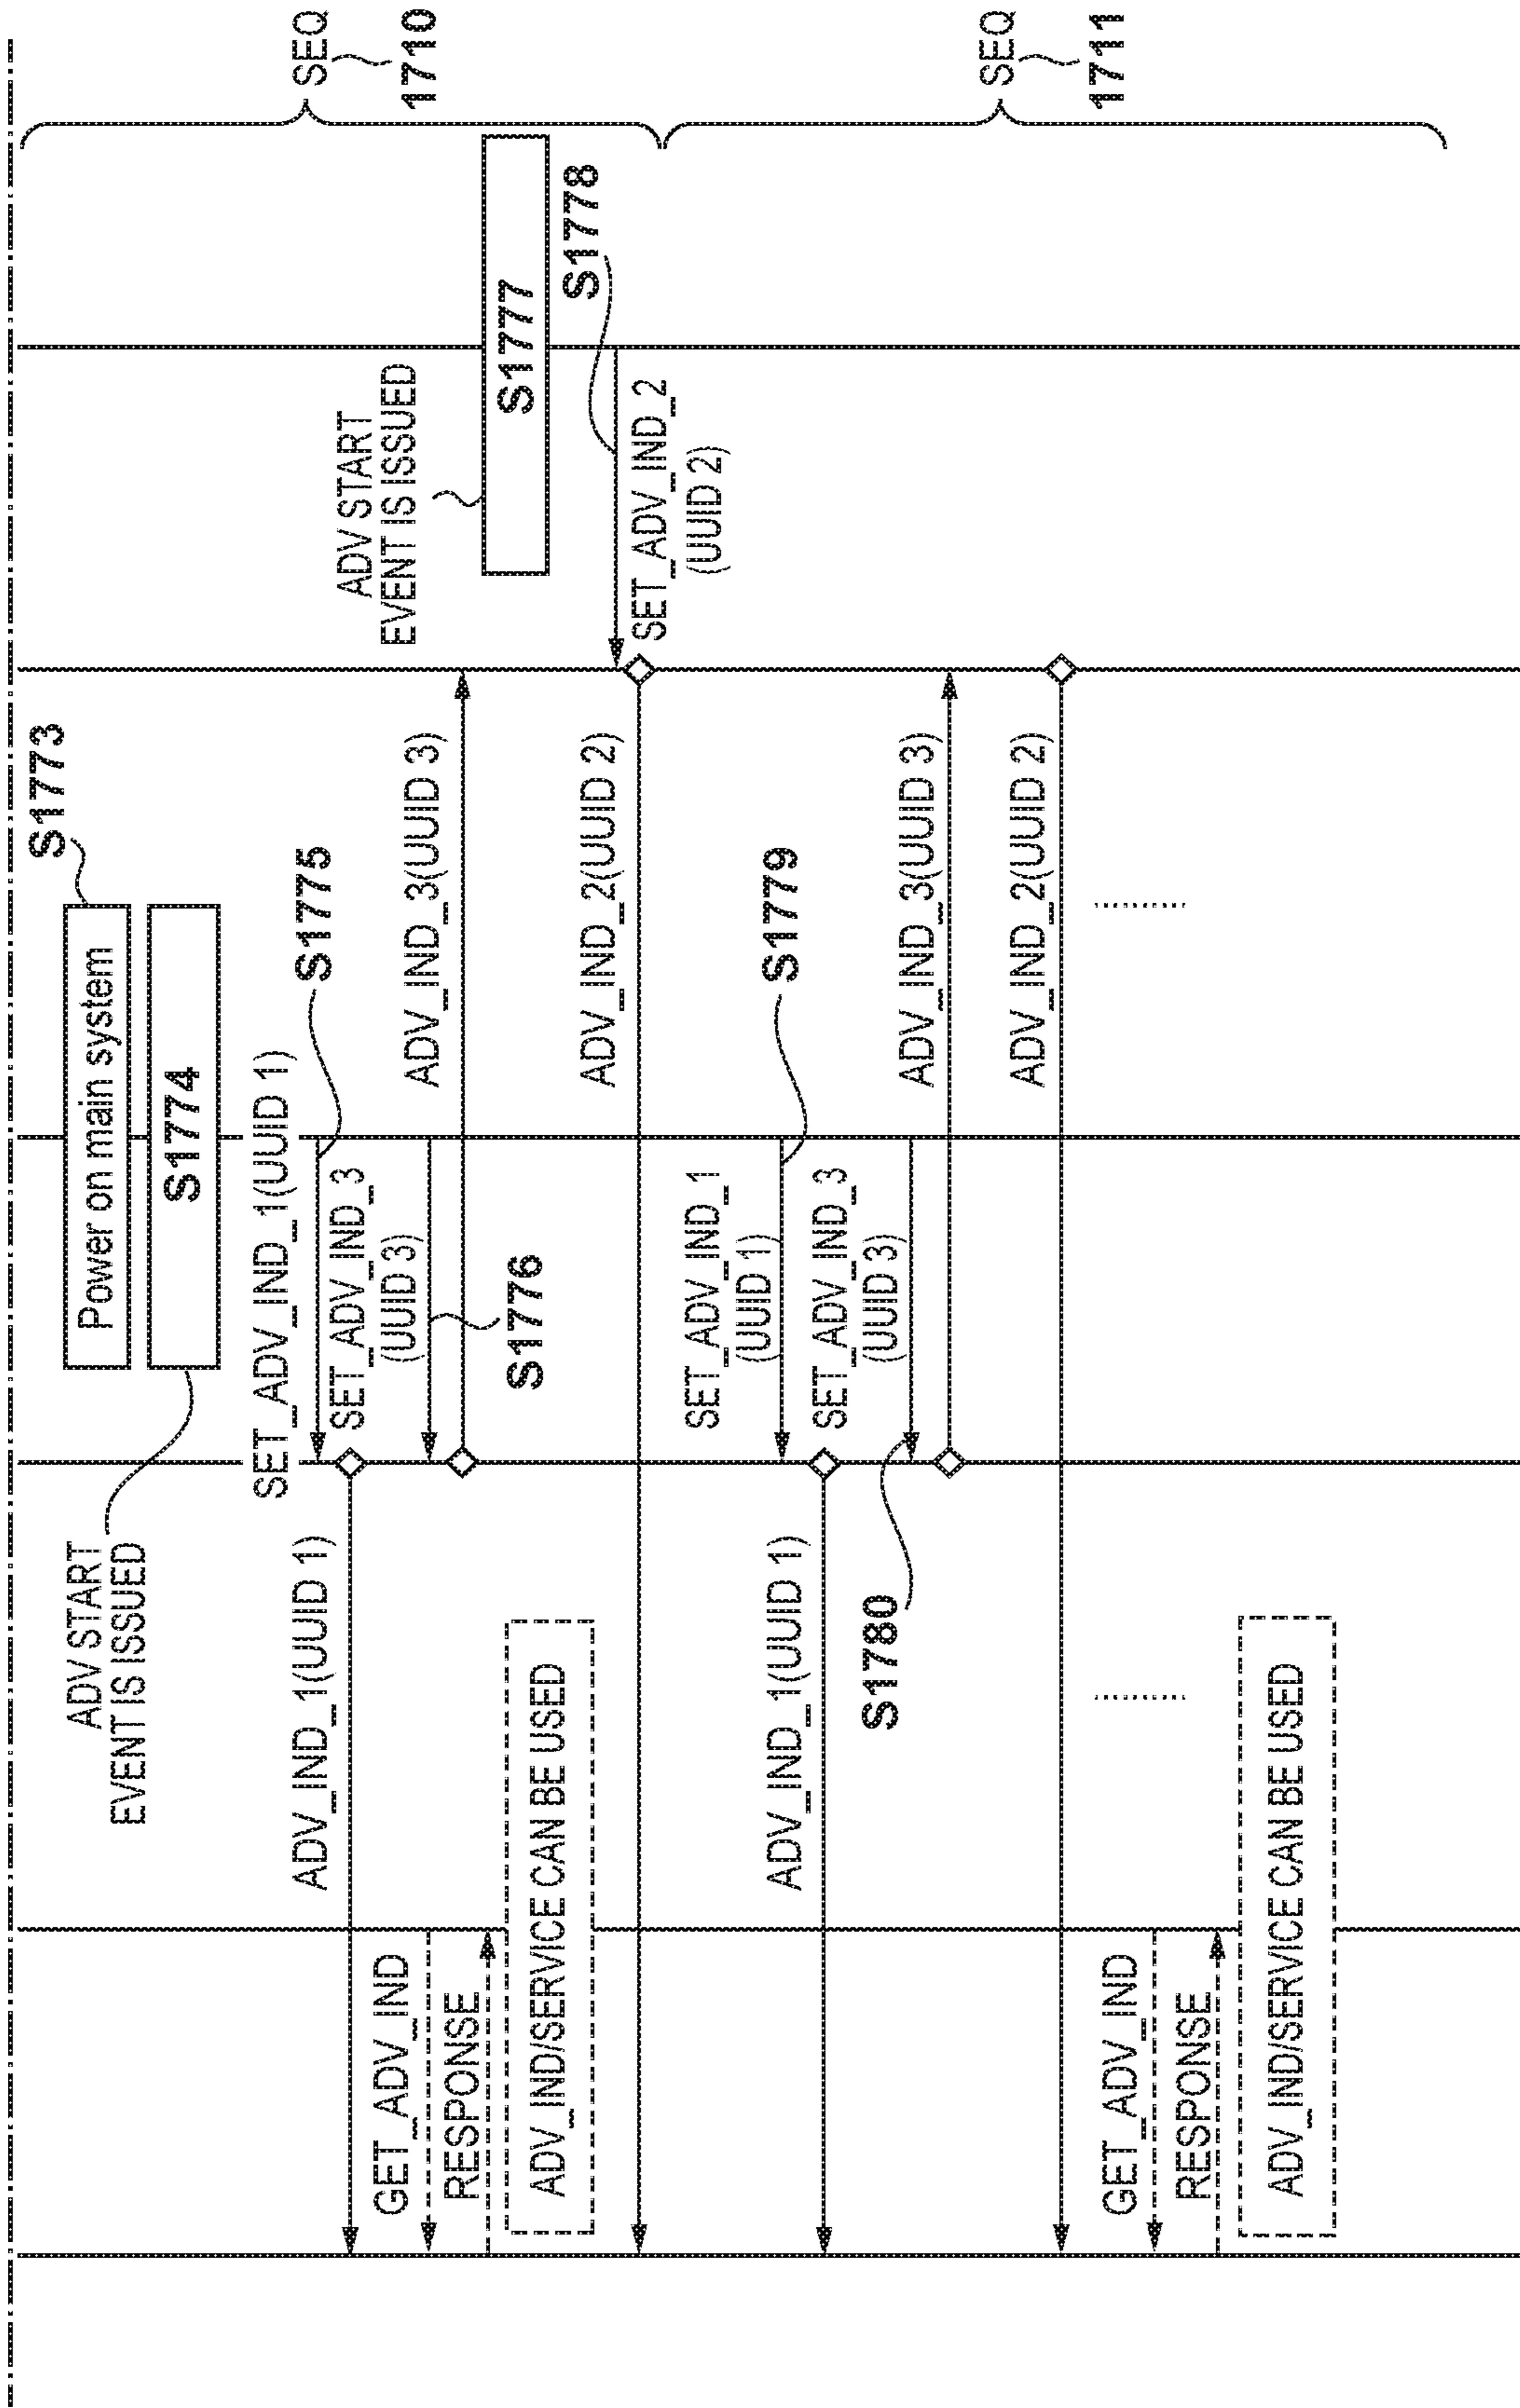 S1773
Power on main system
ADV START
EVENT IS ISSUED
S1774
SET_ADV_IND_1(UUID 1)
SEQ
1710
ADV_IND_1(UUID 1)
S1775
SET_ADV_IND_3
(UUID 3)
ADV START
EVENT IS ISSUED
GET_ADV_IND
ADV_IND_3(UUID 3)
RESPONSE
S1776
S1777
ADV_IND/SERVICE CAN BE USED
S1778
ADV_IND_2(UUID 2)
SET_ADV_IND_2
(UUID 2)
SET_ADV_IND_1
(UUID 1)
S1779
ADV_IND_1(UUID 1)
SET_ADV_IND_3
(UUID 3)
S1780
ADV_IND_3(UUID 3)
SEQ
1711
ADV_IND_2(UUID 2)
GET_ADV_IND
RESPONSE
ADV_IND/SERVICE CAN BE USED